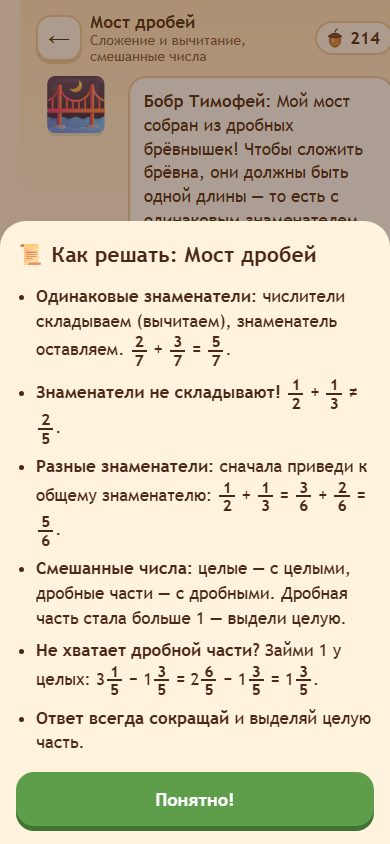 ← Мост дробей
Сложение и вычитание,
смешанные числа
214
Бобр Тимофей: Мой мост
собран из дробных
брёвнышек! Чтобы сложить
брёвна, они должны быть
одной длины — то есть с
одинаковым знаменателем
Как решать: Мост дробей
• Одинаковые знаменатели: числители
складываем (вычитаем), знаменатель
оставляем. 2/7 + 3/7 = 5/7.
• Знаменатели не складывают! 1/2 + 1/3 ≠
2/5.
• Разные знаменатели: сначала приведи к
общему знаменателю: 1/2 + 1/3 = 3/6 + 2/6 =
5/6.
• Смешанные числа: целые — с целыми,
дробные части — с дробными. Дробная
часть стала больше 1 — выдели целую.
• Не хватает дробной части? Займи 1 у
целых: 3 1/5 − 1 3/5 = 2 6/5 − 1 3/5 = 1 3/5.
• Ответ всегда сокращай и выделяй целую
часть.
Понятно!